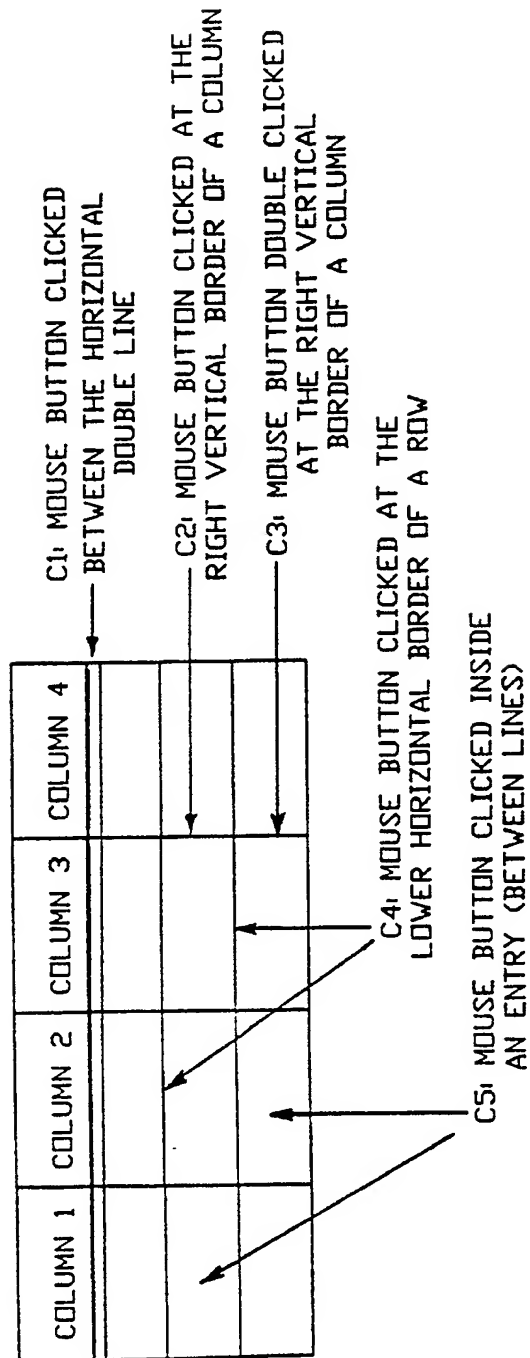 COLUMN 1 COLUMN 2 COLUMN 3 COLUMN 4
C1: MOUSE BUTTON CLICKED
BETWEEN THE HORIZONTAL
DOUBLE LINE
C2: MOUSE BUTTON CLICKED AT THE
RIGHT VERTICAL BORDER OF A COLUMN
C3: MOUSE BUTTON DOUBLE CLICKED
AT THE RIGHT VERTICAL
BORDER OF A COLUMN
C4: MOUSE BUTTON CLICKED AT THE
LOWER HORIZONTAL BORDER OF A ROW
C5: MOUSE BUTTON CLICKED INSIDE
AN ENTRY (BETWEEN LINES)